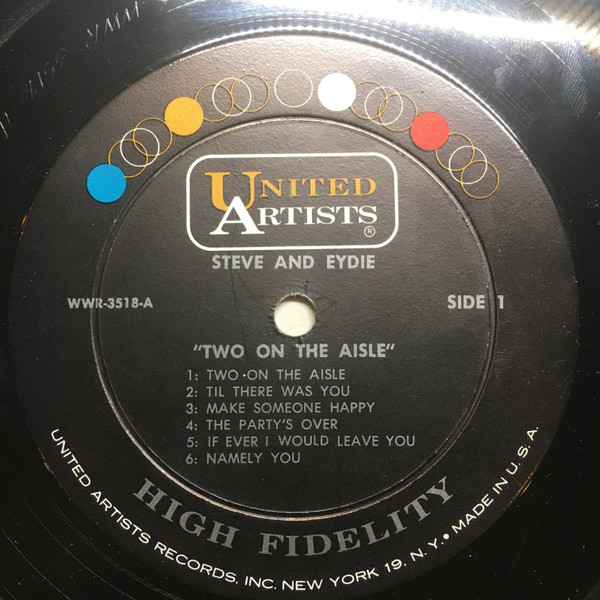 UNITED
ARTISTS
®
STEVE AND EYDIE
WWR-3518-A
SIDE 1
"TWO ON THE AISLE"
1: TWO ON THE AISLE
2: TIL THERE WAS YOU
3: MAKE SOMEONE HAPPY
4: THE PARTY'S OVER
5: IF EVER I WOULD LEAVE YOU
6: NAMELY YOU
HIGH FIDELITY
UNITED ARTISTS RECORDS, INC. NEW YORK 19, N.Y. • MADE IN U.S.A.